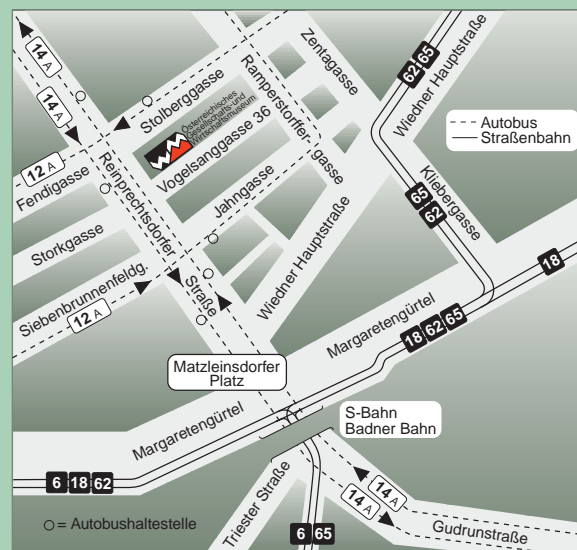 14 A
14 A
12 A
Stolberggasse
Fendigasse
Österreichisches
Gesellschafts- und
Wirtschaftsmuseum
Vogelsanggasse 36
Ramperstorffer-
gasse
Zentagasse
62 65
Wiedner Hauptstraße
Autobus
Straßenbahn
Kliebergasse
65
62
Reinprechtsdorfer
Straße
Jahngasse
Storkgasse
Siebenbrunnenfeldg.
12 A
Wiedner Hauptstraße
18
Margaretengürtel
18 62 65
Matzleinsdorfer
Platz
Margaretengürtel
S-Bahn
Badner Bahn
6 18 62
Triester Straße
14 A
14 A
6 65
Gudrunstraße
= Autobushaltestelle